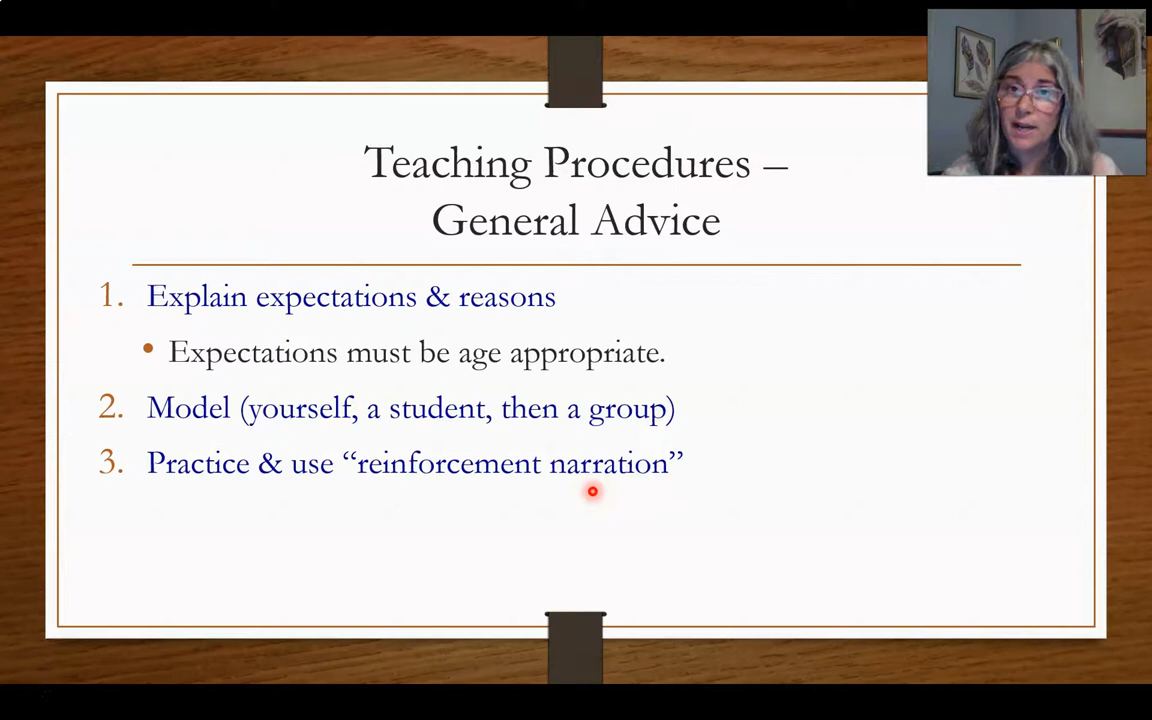 Teaching Procedures –
General Advice
1. Explain expectations & reasons
• Expectations must be age appropriate.
2. Model (yourself, a student, then a group)
3. Practice & use “reinforcement narration”